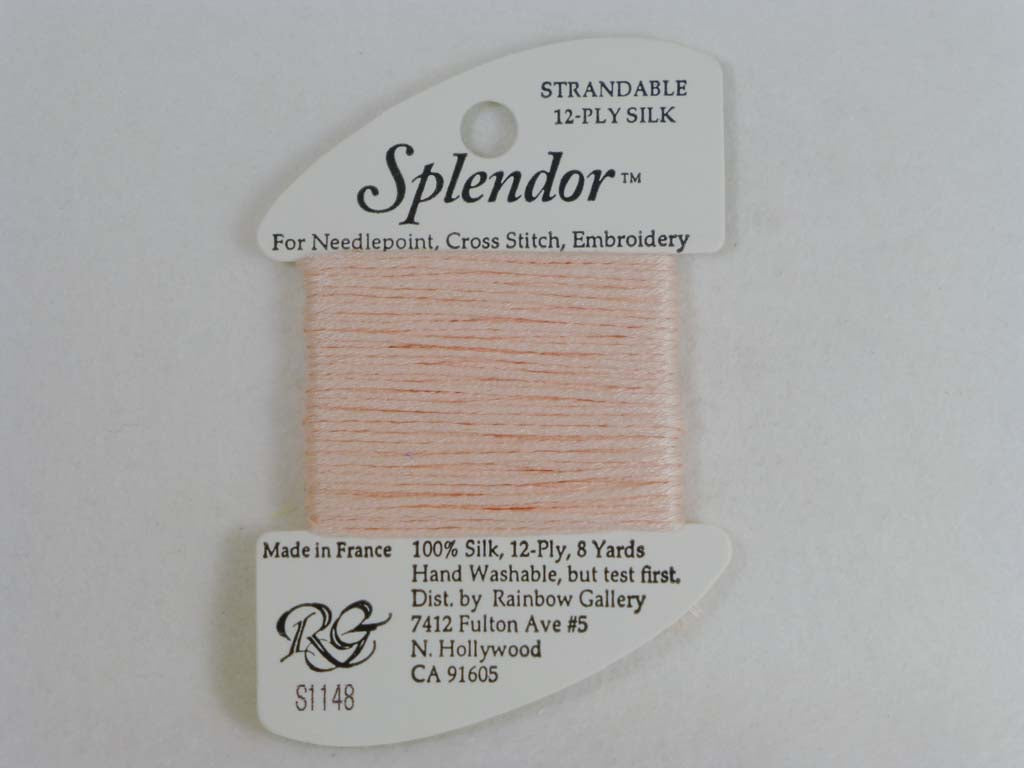 STRANDABLE
12-PLY SILK
Splendor™
For Needlepoint, Cross Stitch, Embroidery
Made in France
100% Silk, 12-Ply, 8 Yards
Hand Washable, but test first.
Dist. by Rainbow Gallery
7412 Fulton Ave #5
N. Hollywood
CA 91605
RG
S1148